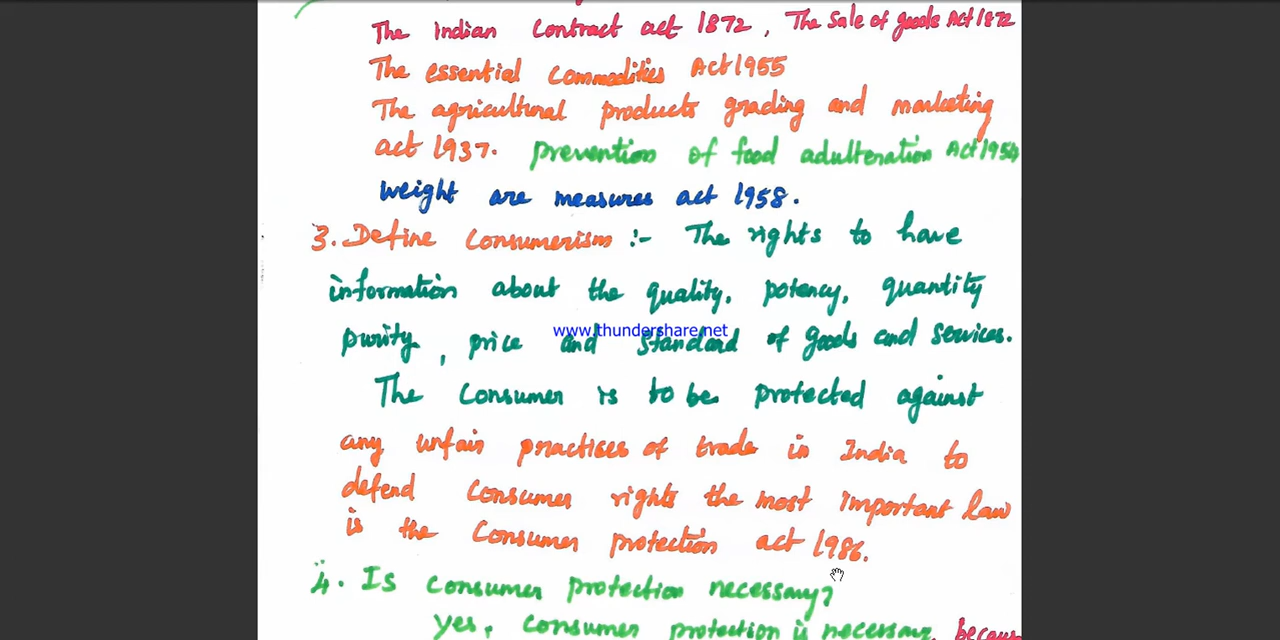 The Indian Contract act 1872, The Sale of goods Act 1872
The essential Commodities Act 1955
The agricultural products grading and marketing
act 1937. Prevention of food adulteration Act 1954
Weight are measures act 1958.
3. Define Consumerism :- The rights to have
information about the quality, potency, quantity
www.thundershare.net
purity, price and standard of goods and services.
The Consumer is to be protected against
any unfair practises of trade in India to
defend Consumer rights the most important law
is the Consumer protection act 1986.
4. Is Consumer protection necessary?
Yes, Consumer protection is necessary because